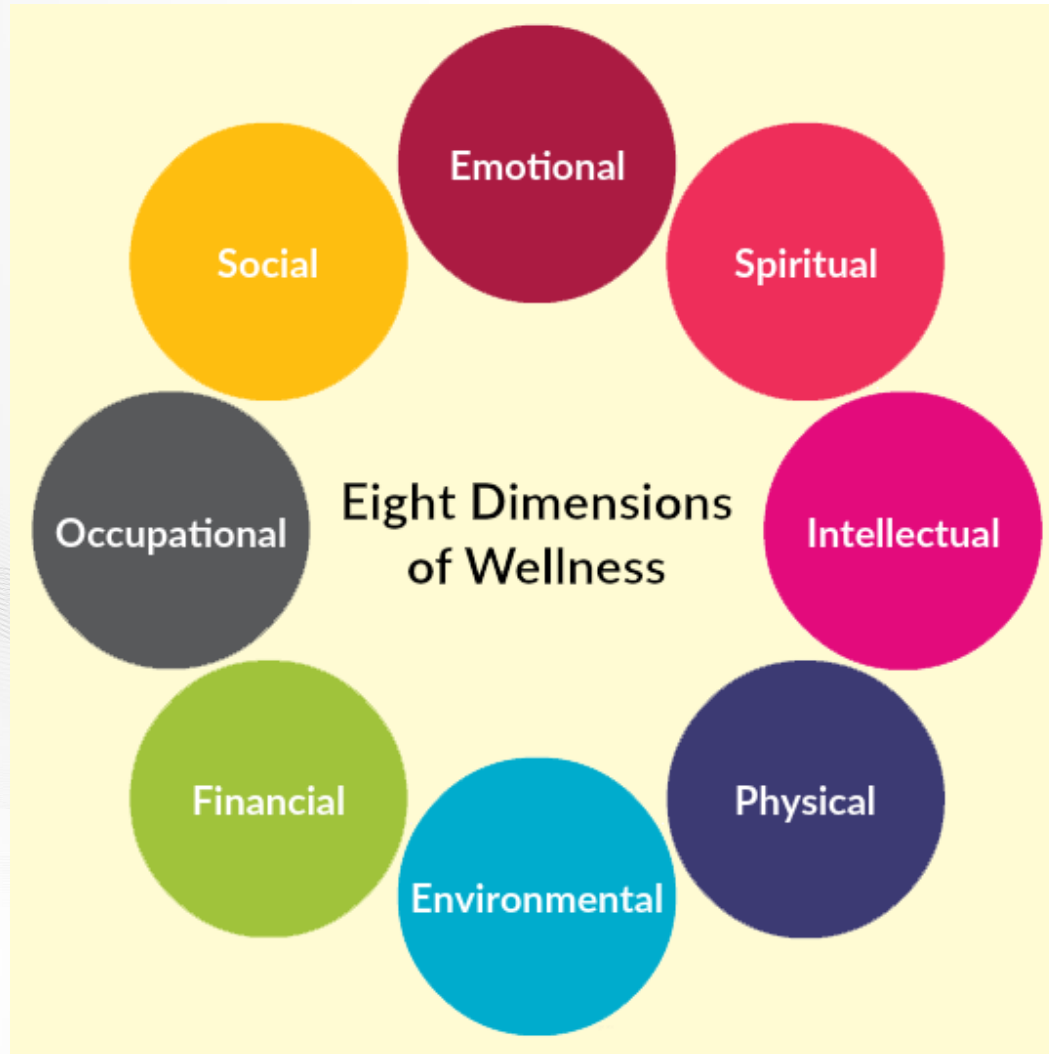 Emotional
Social
Spiritual
Eight Dimensions
of Wellness
Occupational
Intellectual
Financial
Physical
Environmental